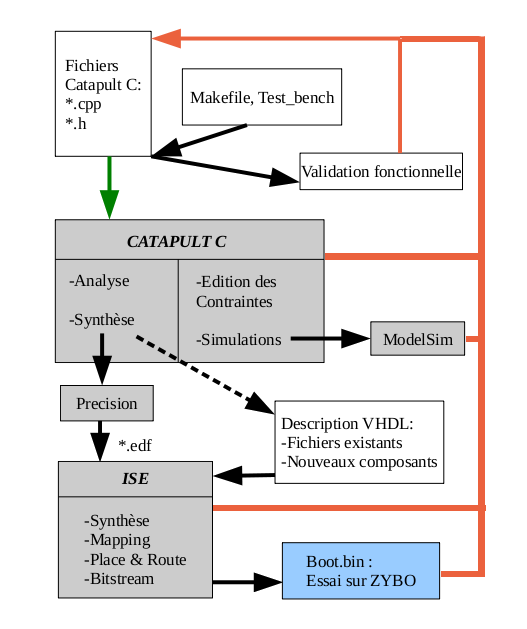 Fichiers
Catapult C:
*.cpp
*.h
Makefile, Test_bench
Validation fonctionnelle
CATAPULT C
-Analyse
-Synthèse
-Edition des
Contraintes
-Simulations
ModelSim
Precision
*.edf
Description VHDL:
-Fichiers existants
-Nouveaux composants
ISE
-Synthèse
-Mapping
-Place & Route
-Bitstream
Boot.bin :
Essai sur ZYBO